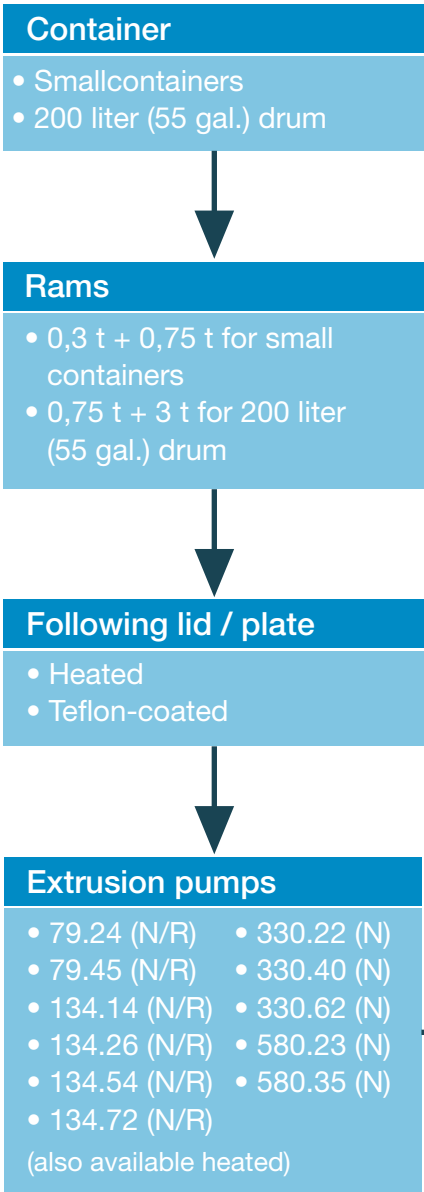 Container
• Smallcontainers
• 200 liter (55 gal.) drum
Rams
• 0,3 t + 0,75 t for small
containers
• 0,75 t + 3 t for 200 liter
(55 gal.) drum
Following lid / plate
• Heated
• Teflon-coated
Extrusion pumps
• 79.24 (N/R)
• 79.45 (N/R)
• 134.14 (N/R)
• 134.26 (N/R)
• 134.54 (N/R)
• 134.72 (N/R)
• 330.22 (N)
• 330.40 (N)
• 330.62 (N)
• 580.23 (N)
• 580.35 (N)
(also available heated)